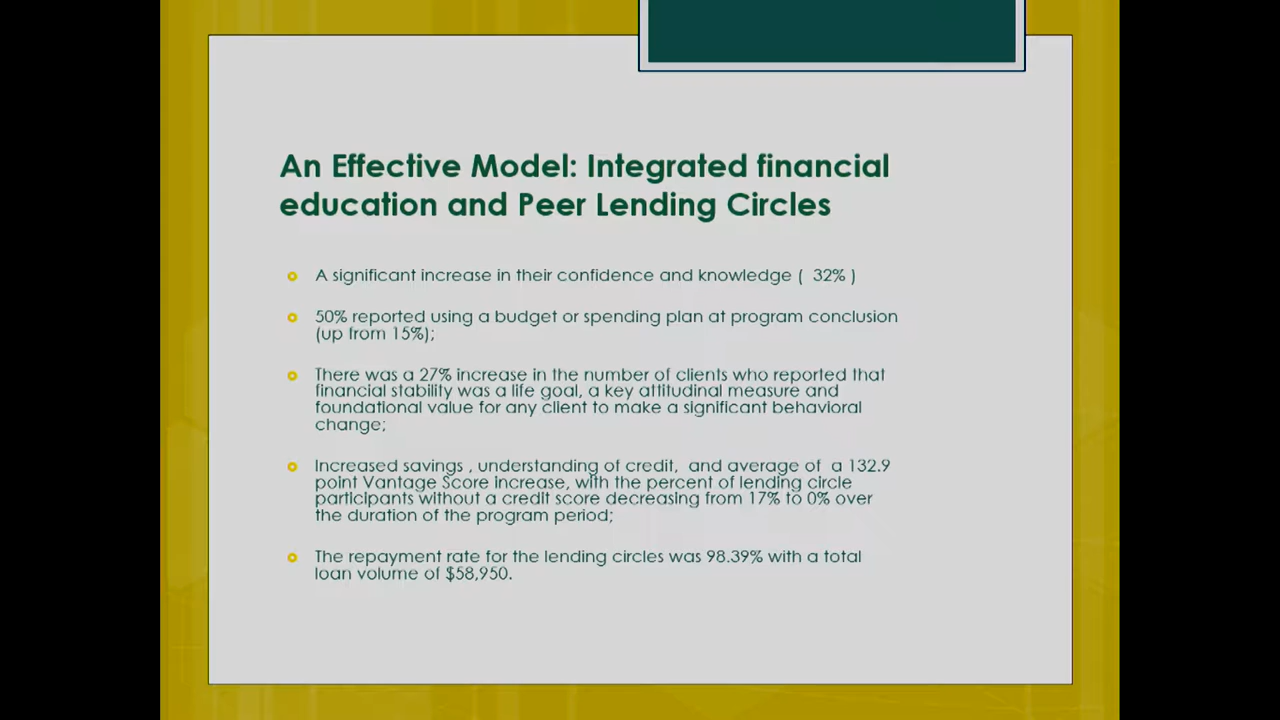 An Effective Model: Integrated financial
education and Peer Lending Circles
A significant increase in their confidence and knowledge ( 32% )
50% reported using a budget or spending plan at program conclusion
(up from 15%);
There was a 27% increase in the number of clients who reported that
financial stability was a life goal, a key attitudinal measure and
foundational value for any client to make a significant behavioral
change;
Increased savings , understanding of credit, and average of a 132.9
point Vantage Score increase, with the percent of lending circle
participants without a credit score decreasing from 17% to 0% over
the duration of the program period;
The repayment rate for the lending circles was 98.39% with a total
loan volume of $58,950.